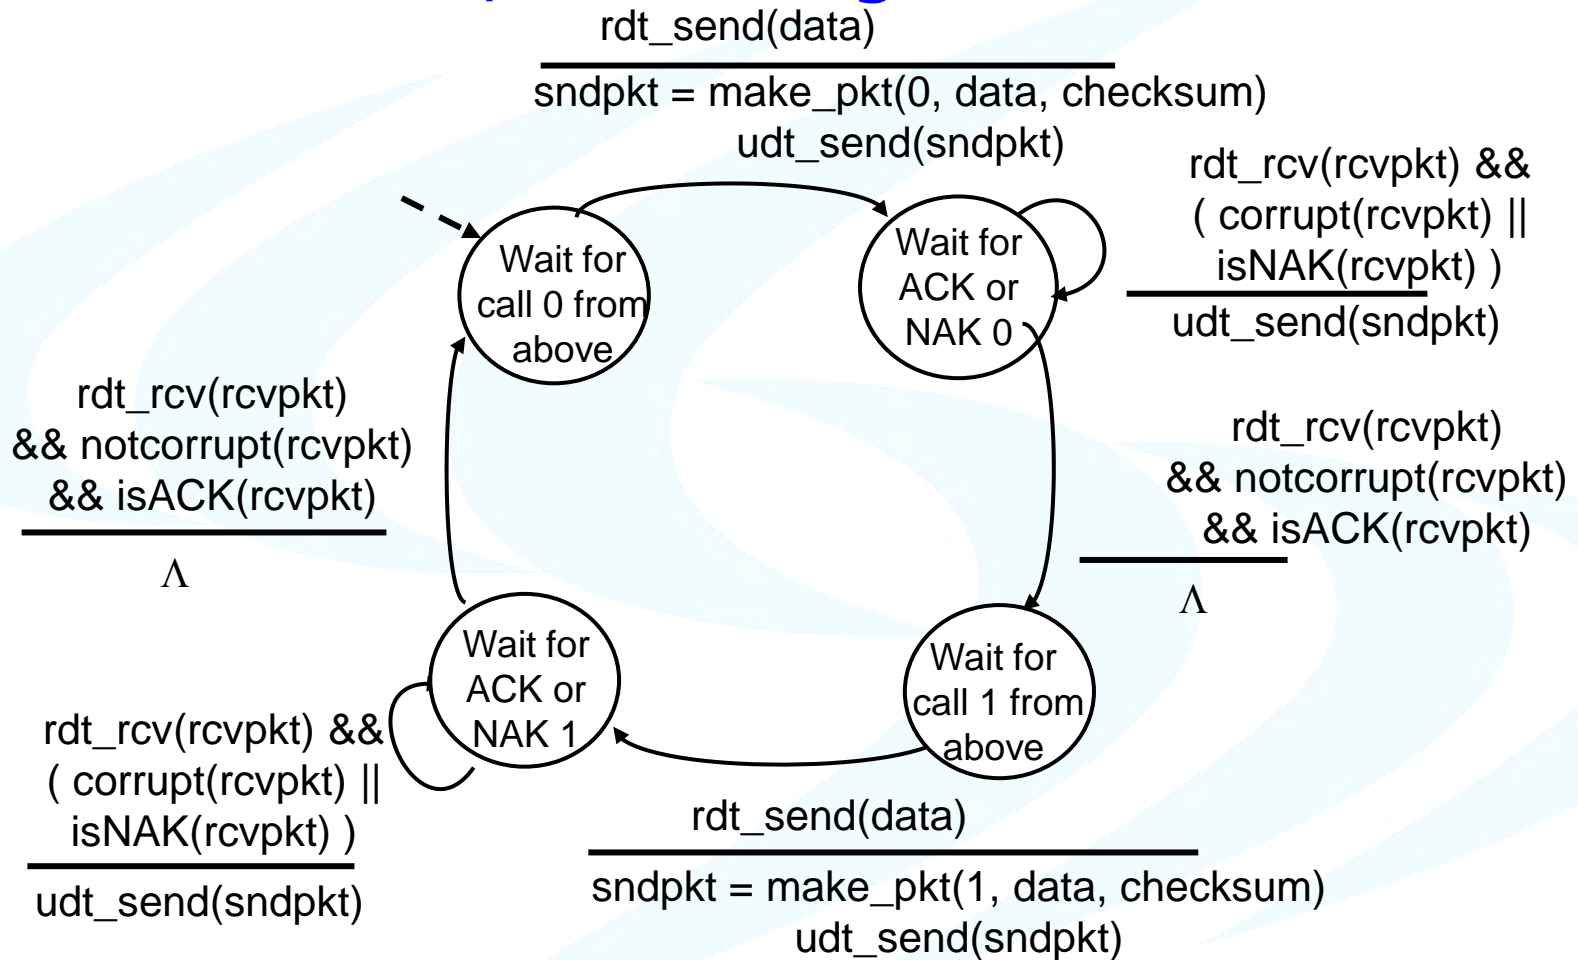 rdt_send(data)
sndpkt = make_pkt(0, data, checksum)
udt_send(sndpkt)
rdt_rcv(rcvpkt) &&
( corrupt(rcvpkt) ||
isNAK(rcvpkt) )
udt_send(sndpkt)
Wait for
call 0 from
above
Wait for
ACK or
NAK 0
rdt_rcv(rcvpkt)
&& notcorrupt(rcvpkt)
&& isACK(rcvpkt)
Λ
rdt_rcv(rcvpkt)
&& notcorrupt(rcvpkt)
&& isACK(rcvpkt)
Λ
Wait for
ACK or
NAK 1
Wait for
call 1 from
above
rdt_rcv(rcvpkt) &&
( corrupt(rcvpkt) ||
isNAK(rcvpkt) )
udt_send(sndpkt)
rdt_send(data)
sndpkt = make_pkt(1, data, checksum)
udt_send(sndpkt)